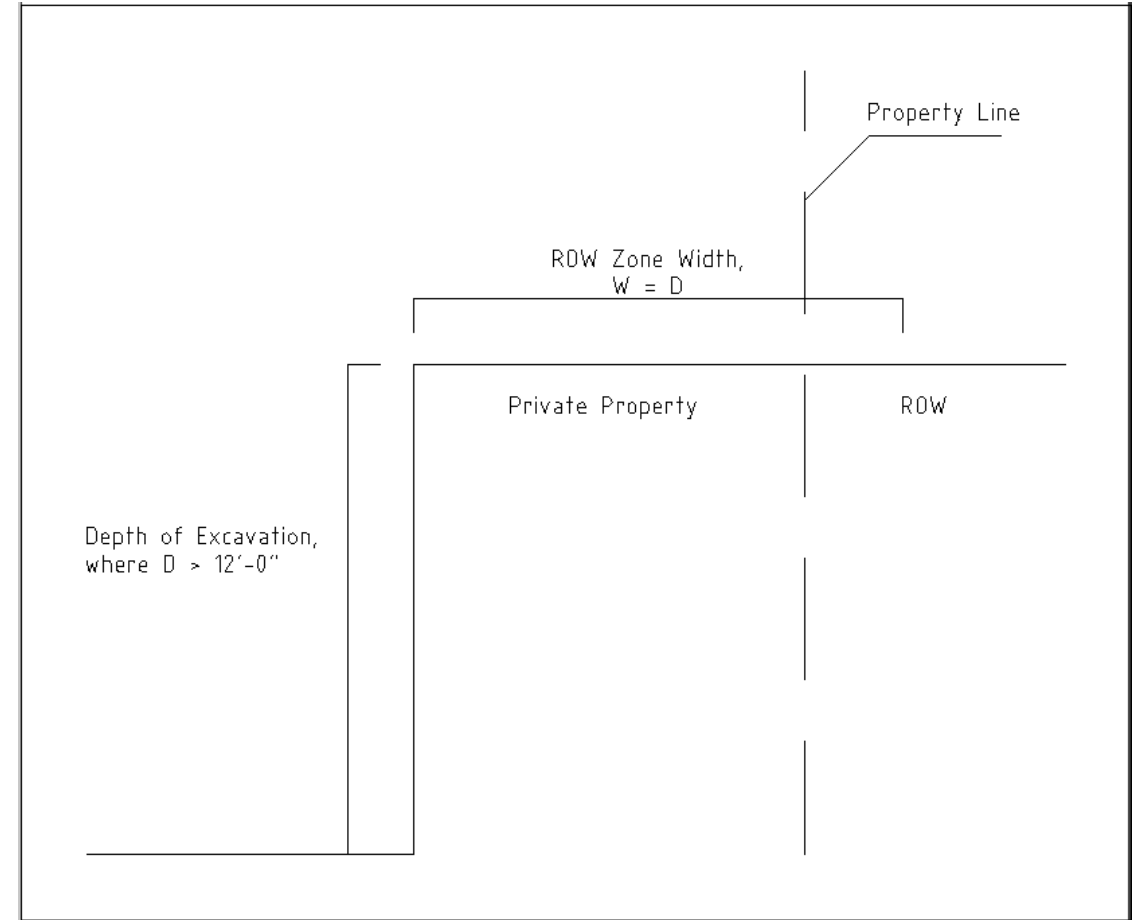 Property Line
ROW Zone Width,
W = D
Private Property
ROW
Depth of Excavation,
where D > 12'-0"